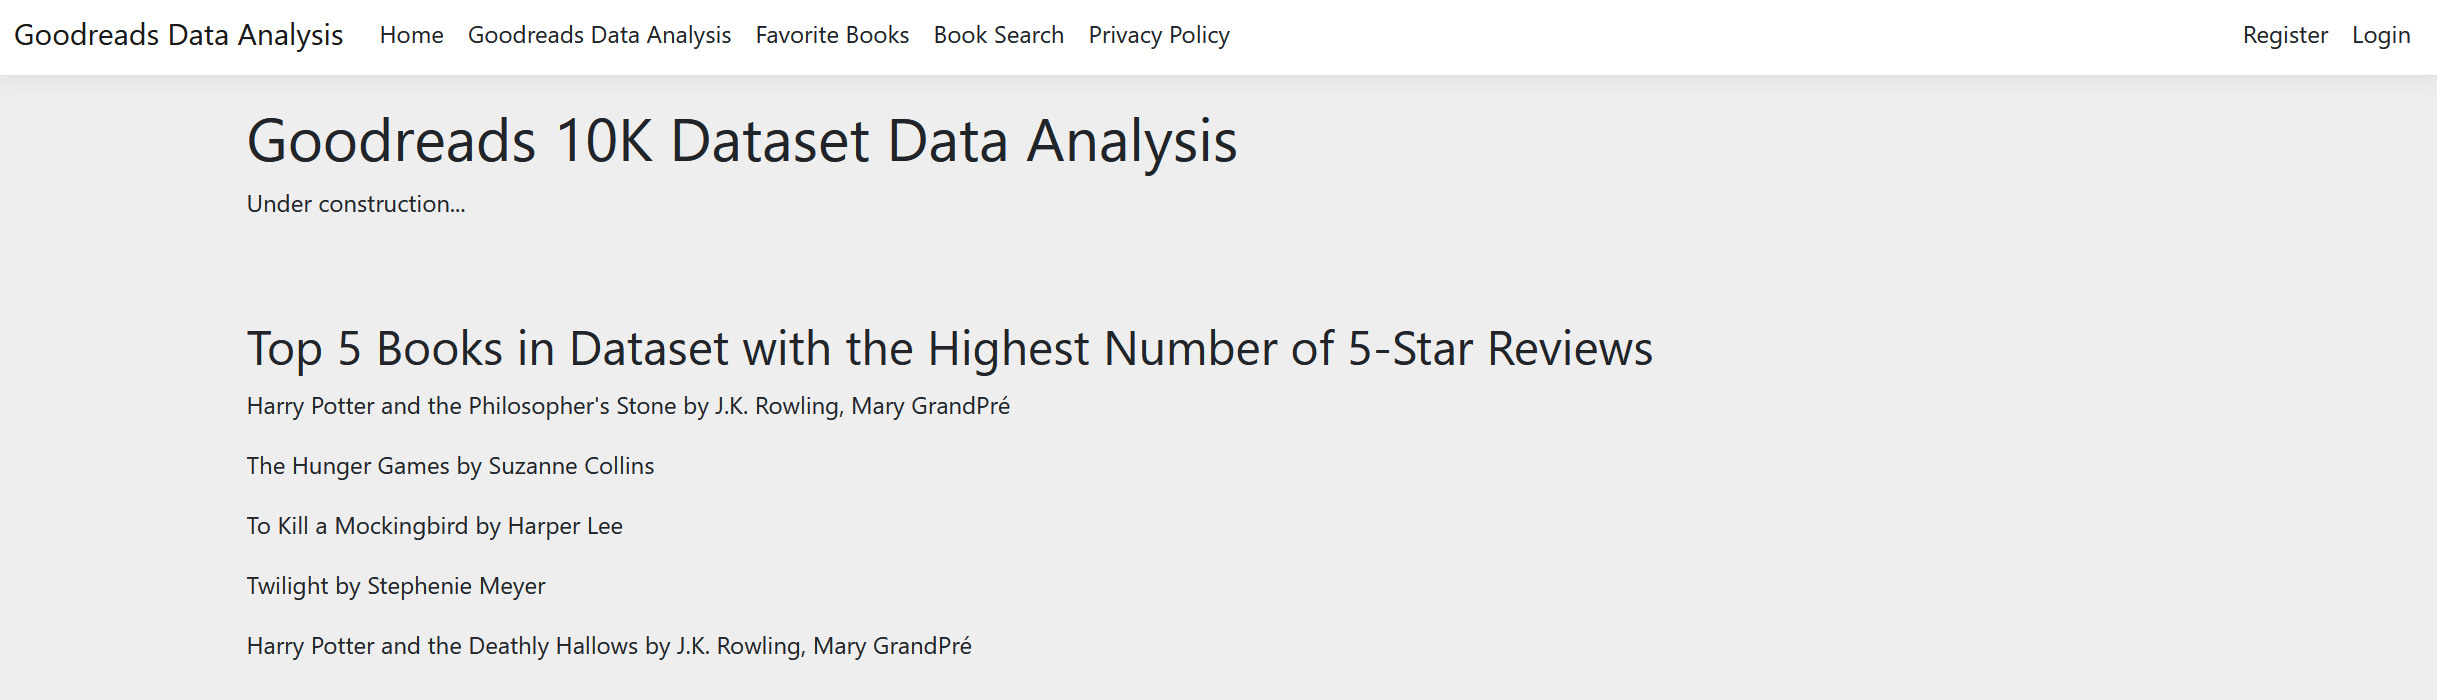 Goodreads Data Analysis Home Goodreads Data Analysis Favorite Books Book Search Privacy Policy Register Login
Goodreads 10K Dataset Data Analysis
Under construction...
Top 5 Books in Dataset with the Highest Number of 5-Star Reviews
Harry Potter and the Philosopher's Stone by J.K. Rowling, Mary GrandPré
The Hunger Games by Suzanne Collins
To Kill a Mockingbird by Harper Lee
Twilight by Stephenie Meyer
Harry Potter and the Deathly Hallows by J.K. Rowling, Mary GrandPré